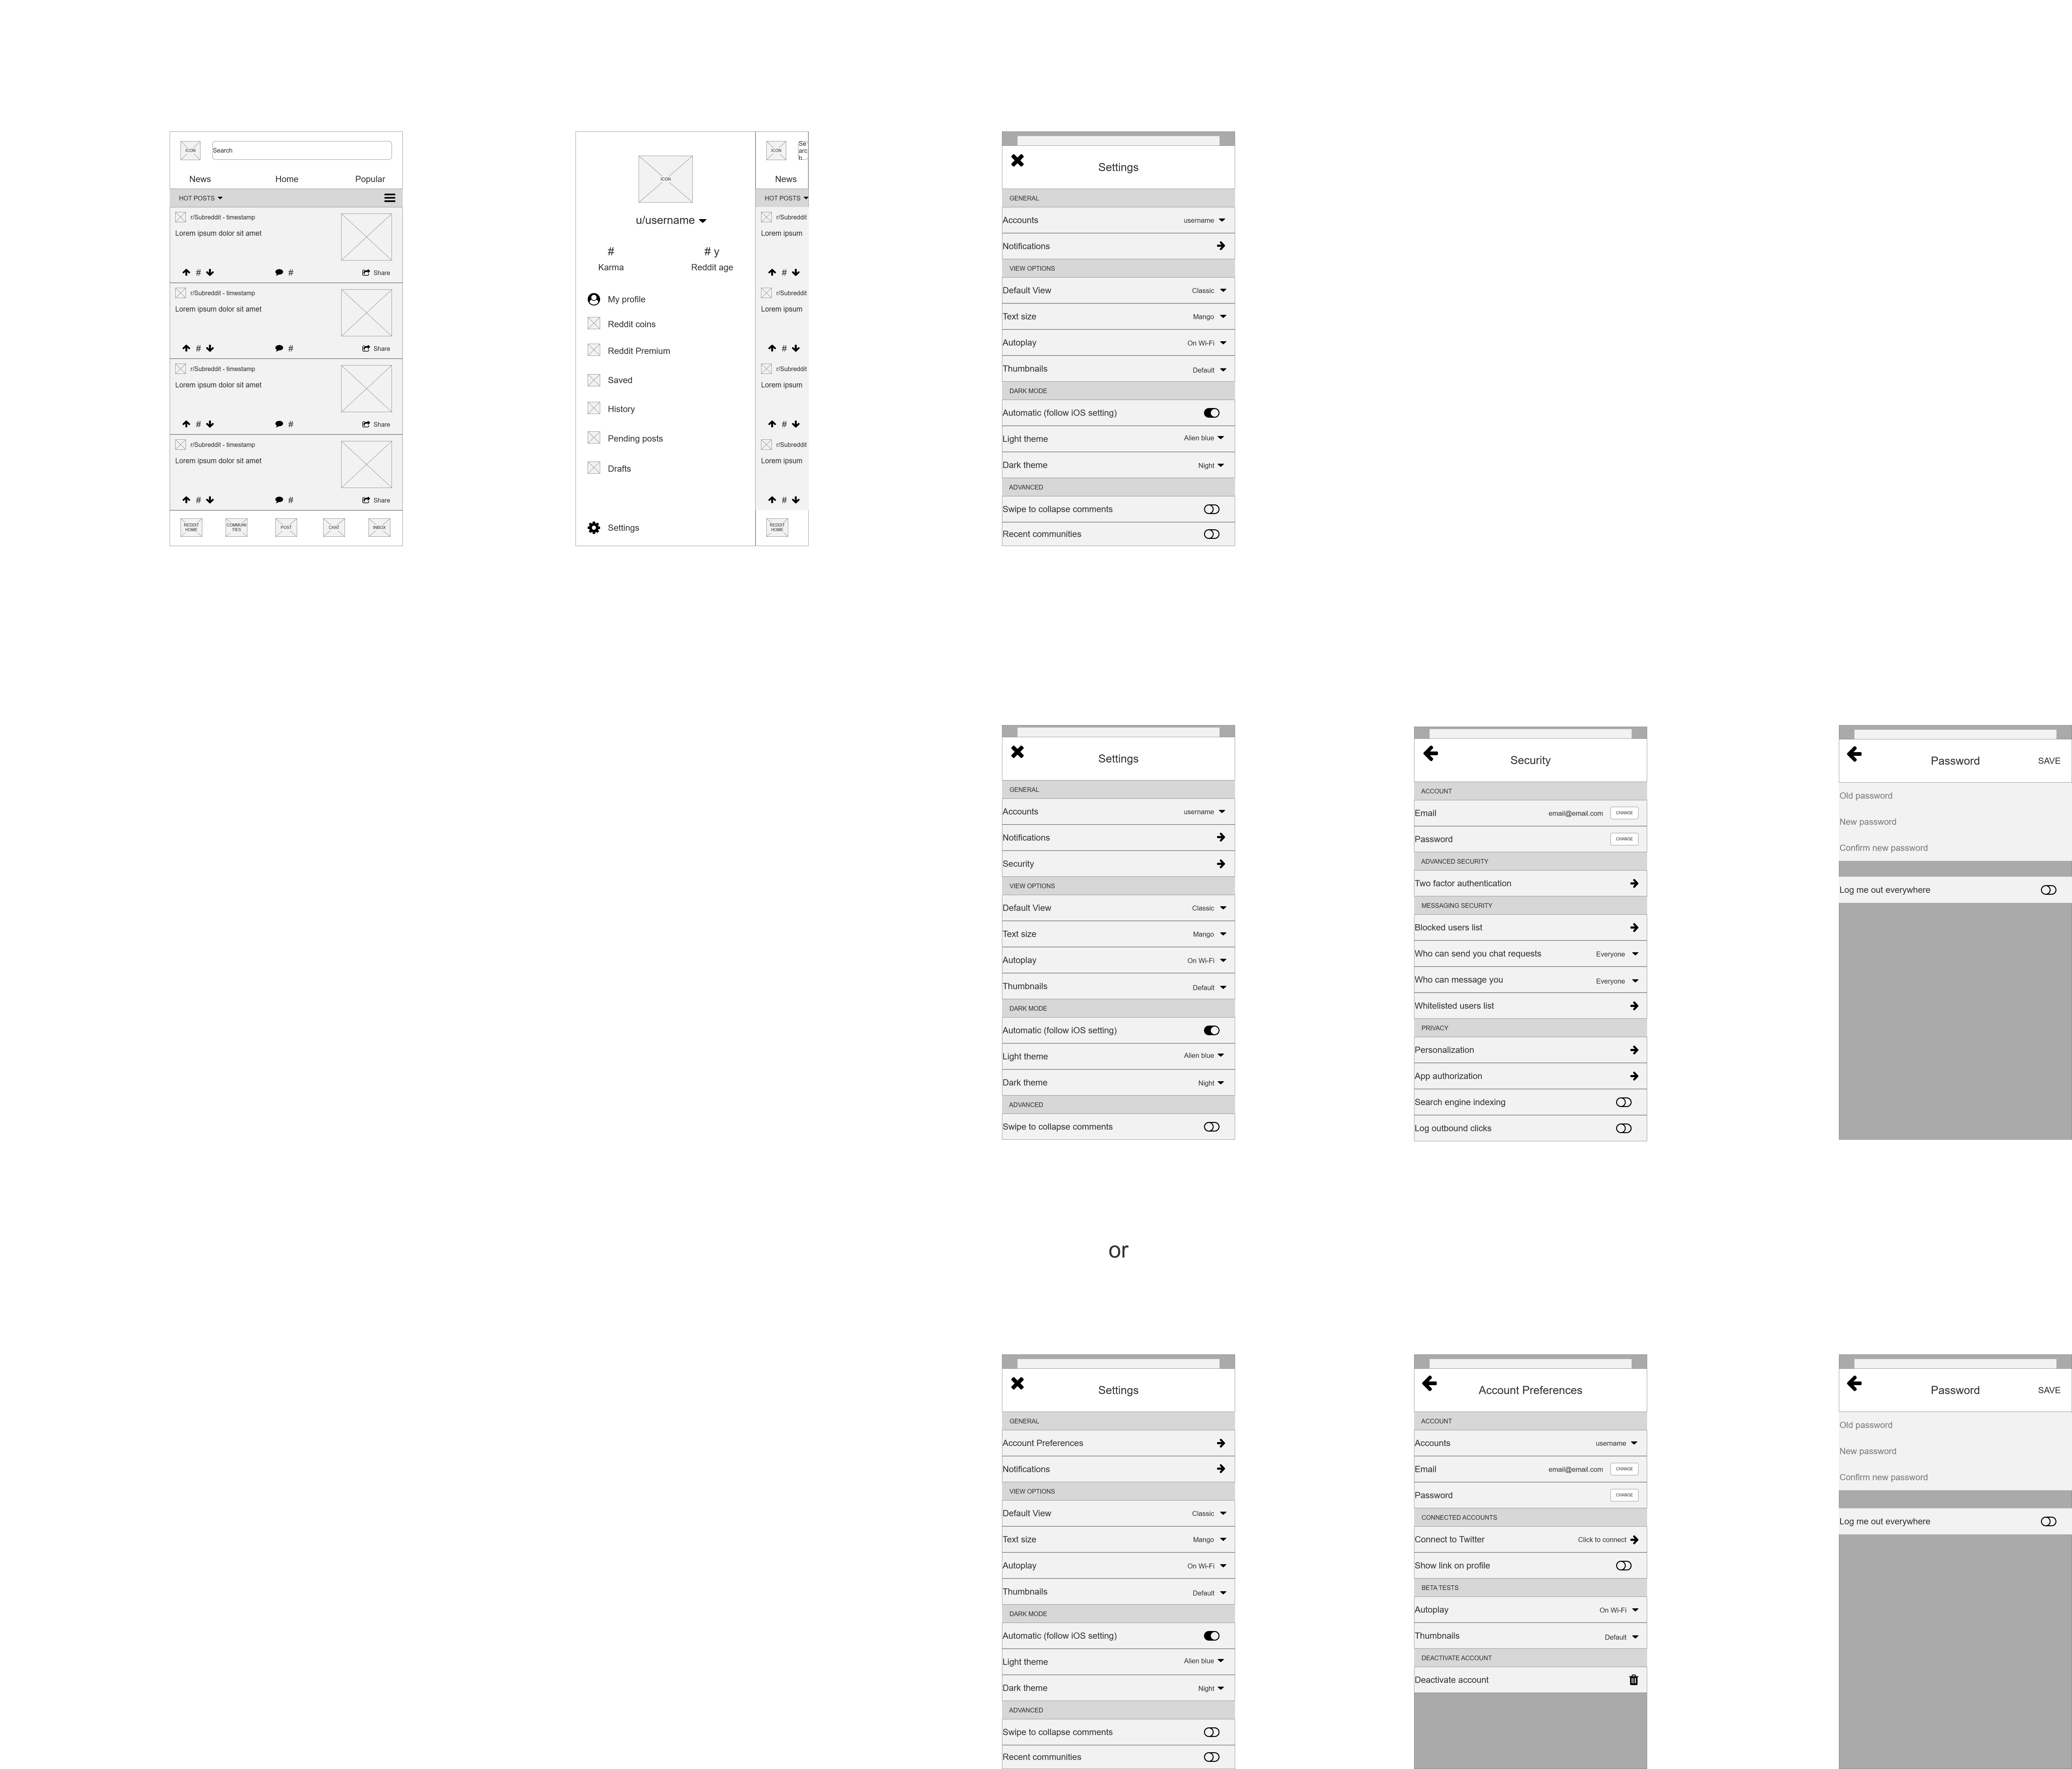 ICON
Search
News Home Popular
HOT POSTS
r/Subreddit - timestamp
Lorem ipsum dolor sit amet
# # Share
r/Subreddit - timestamp
Lorem ipsum dolor sit amet
# # Share
r/Subreddit - timestamp
Lorem ipsum dolor sit amet
# # Share
r/Subreddit - timestamp
Lorem ipsum dolor sit amet
# # Share
REDDIT HOME COMMUNI TIES POST CHAT INBOX
ICON
u/username
# # y
Karma Reddit age
My profile
Reddit coins
Reddit Premium
Saved
History
Pending posts
Drafts
Settings
ICON
Se
arc
h...
News
HOT POSTS
r/Subreddit
Lorem ipsum
#
r/Subreddit
Lorem ipsum
#
r/Subreddit
Lorem ipsum
#
r/Subreddit
Lorem ipsum
#
REDDIT HOME
Settings
GENERAL
Accounts username
Notifications
VIEW OPTIONS
Default View Classic
Text size Mango
Autoplay On Wi-Fi
Thumbnails Default
DARK MODE
Automatic (follow iOS setting)
Light theme Alien blue
Dark theme Night
ADVANCED
Swipe to collapse comments
Recent communities
Settings
GENERAL
Accounts username
Notifications
Security
VIEW OPTIONS
Default View Classic
Text size Mango
Autoplay On Wi-Fi
Thumbnails Default
DARK MODE
Automatic (follow iOS setting)
Light theme Alien blue
Dark theme Night
ADVANCED
Swipe to collapse comments
Security
ACCOUNT
Email email@email.com CHANGE
Password CHANGE
ADVANCED SECURITY
Two factor authentication
MESSAGING SECURITY
Blocked users list
Who can send you chat requests Everyone
Who can message you Everyone
Whitelisted users list
PRIVACY
Personalization
App authorization
Search engine indexing
Log outbound clicks
Password SAVE
Old password
New password
Confirm new password
Log me out everywhere
or
Settings
GENERAL
Account Preferences
Notifications
VIEW OPTIONS
Default View Classic
Text size Mango
Autoplay On Wi-Fi
Thumbnails Default
DARK MODE
Automatic (follow iOS setting)
Light theme Alien blue
Dark theme Night
ADVANCED
Swipe to collapse comments
Recent communities
Account Preferences
ACCOUNT
Accounts username
Email email@email.com CHANGE
Password CHANGE
CONNECTED ACCOUNTS
Connect to Twitter Click to connect
Show link on profile
BETA TESTS
Autoplay On Wi-Fi
Thumbnails Default
DEACTIVATE ACCOUNT
Deactivate account
Password SAVE
Old password
New password
Confirm new password
Log me out everywhere